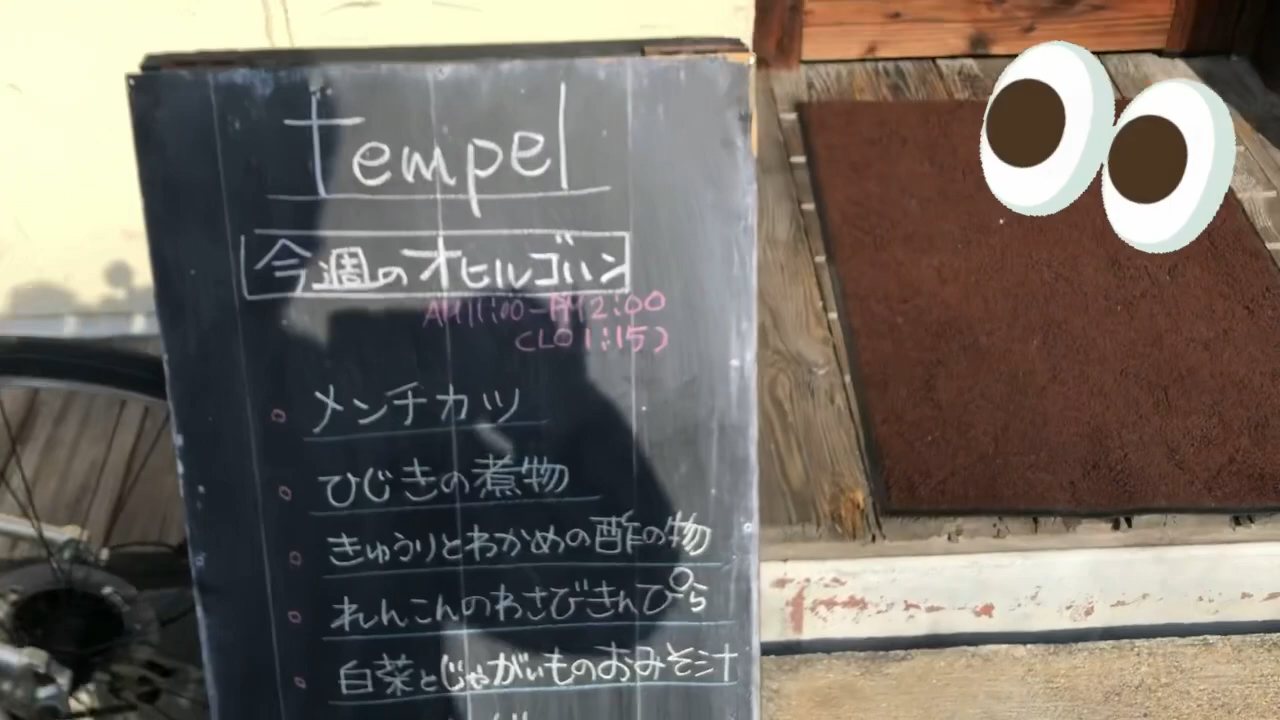 tempel
今週のオヒルゴハン
AM11:00-PM2:00
(LO 1:15)
メンチカツ
ひじきの煮物
きゅうりとわかめの酢の物
れんこんのわさびきんぴら
白菜とじゃがいものおみそ汁